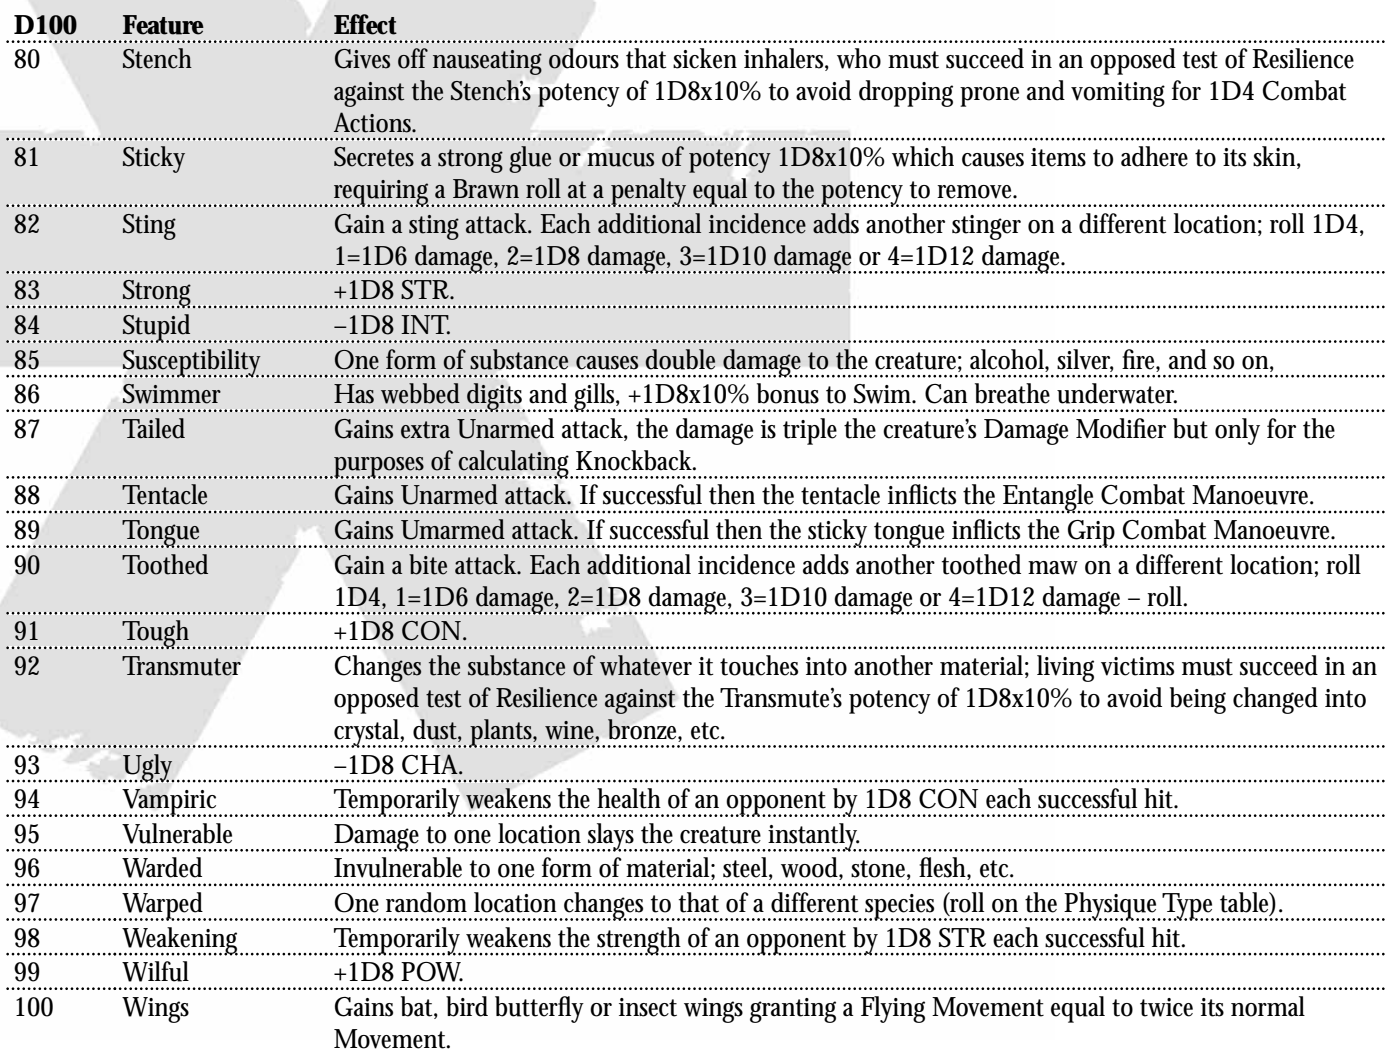 D100 Feature Effect
80 Stench Gives off nauseating odours that sicken inhalers, who must succeed in an opposed test of Resilience
against the Stench's potency of 1D8x10% to avoid dropping prone and vomiting for 1D4 Combat
Actions.
81 Sticky Secretes a strong glue or mucus of potency 1D8x10% which causes items to adhere to its skin,
requiring a Brawn roll at a penalty equal to the potency to remove.
82 Sting Gain a sting attack. Each additional incidence adds another stinger on a different location; roll 1D4,
1=1D6 damage, 2=1D8 damage, 3=1D10 damage or 4=1D12 damage.
83 Strong +1D8 STR.
84 Stupid –1D8 INT.
85 Susceptibility One form of substance causes double damage to the creature; alcohol, silver, fire, and so on,
86 Swimmer Has webbed digits and gills, +1D8x10% bonus to Swim. Can breathe underwater.
87 Tailed Gains extra Unarmed attack, the damage is triple the creature's Damage Modifier but only for the
purposes of calculating Knockback.
88 Tentacle Gains Unarmed attack. If successful then the tentacle inflicts the Entangle Combat Manoeuvre.
89 Tongue Gains Umarmed attack. If successful then the sticky tongue inflicts the Grip Combat Manoeuvre.
90 Toothed Gain a bite attack. Each additional incidence adds another toothed maw on a different location; roll
1D4, 1=1D6 damage, 2=1D8 damage, 3=1D10 damage or 4=1D12 damage – roll.
91 Tough +1D8 CON.
92 Transmuter Changes the substance of whatever it touches into another material; living victims must succeed in an
opposed test of Resilience against the Transmute's potency of 1D8x10% to avoid being changed into
crystal, dust, plants, wine, bronze, etc.
93 Ugly –1D8 CHA.
94 Vampiric Temporarily weakens the health of an opponent by 1D8 CON each successful hit.
95 Vulnerable Damage to one location slays the creature instantly.
96 Warded Invulnerable to one form of material; steel, wood, stone, flesh, etc.
97 Warped One random location changes to that of a different species (roll on the Physique Type table).
98 Weakening Temporarily weakens the strength of an opponent by 1D8 STR each successful hit.
99 Wilful +1D8 POW.
100 Wings Gains bat, bird butterfly or insect wings granting a Flying Movement equal to twice its normal
Movement.